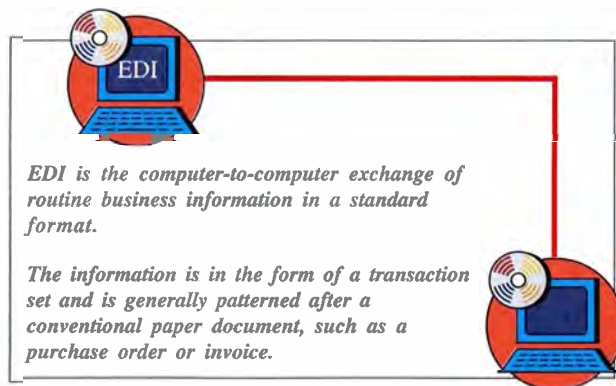 EDI
EDI is the computer-to-computer exchange of
routine business information in a standard
format.
The information is in the form of a transaction
set and is generally patterned after a
conventional paper document, such as a
purchase order or invoice.